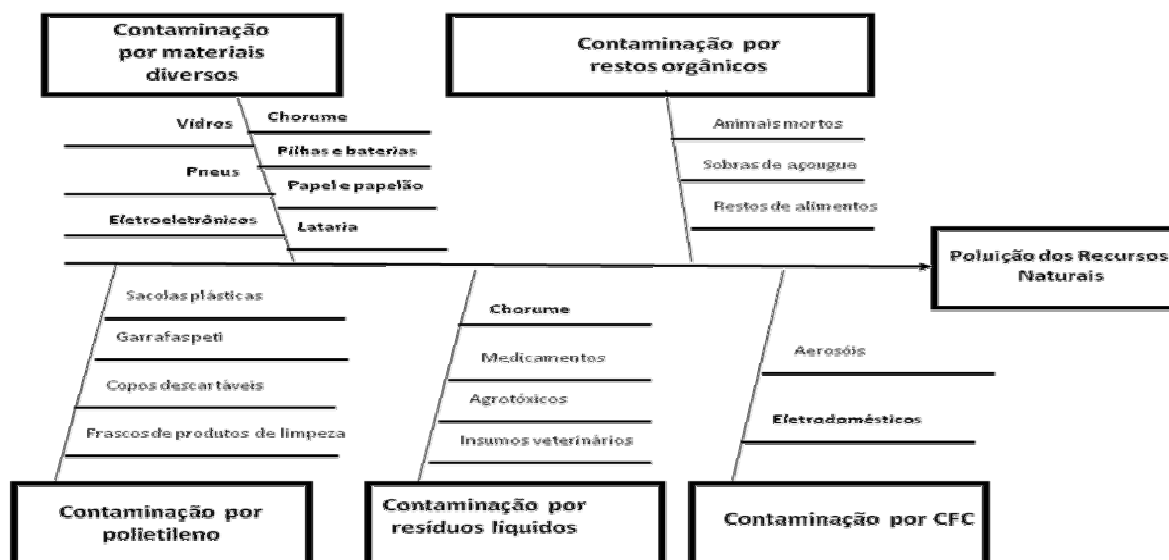 Contaminação
por materiais
diversos
Contaminação por
restos orgânicos
Vidros
Pneus
Eletroeletrônicos
Chorume
Pilhas e baterias
Papel e papelão
Lataria
Animais mortos
Sobras de açougue
Restos de alimentos
Poluição dos Recursos
Naturais
Sacolas plásticas
Garrafas peti
Copos descartáveis
Frascos de produtos de limpeza
Chorume
Medicamentos
Agrotóxicos
Insumos veterinários
Aerosóis
Eletrodomésticos
Contaminação por
polietileno
Contaminação por
resíduos líquidos
Contaminação por CFC